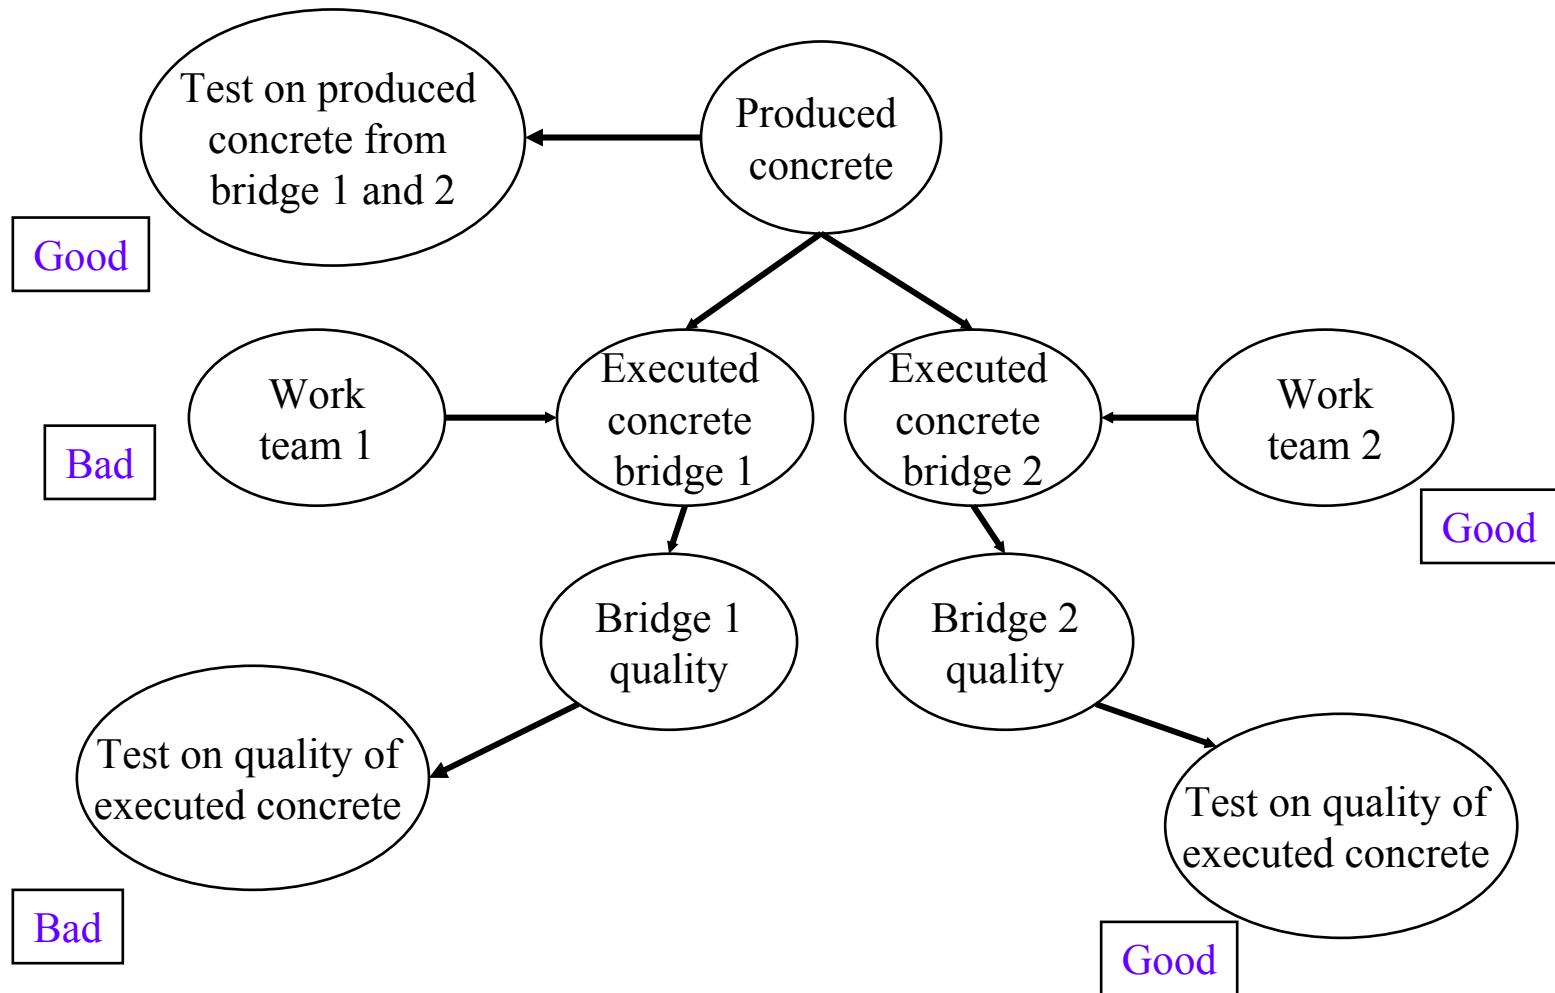 Test on produced
concrete from
bridge 1 and 2
Produced
concrete
Good
Work
team 1
Executed
concrete
bridge 1
Executed
concrete
bridge 2
Work
team 2
Bad
Good
Bridge 1
quality
Bridge 2
quality
Test on quality of
executed concrete
Test on quality of
executed concrete
Bad
Good